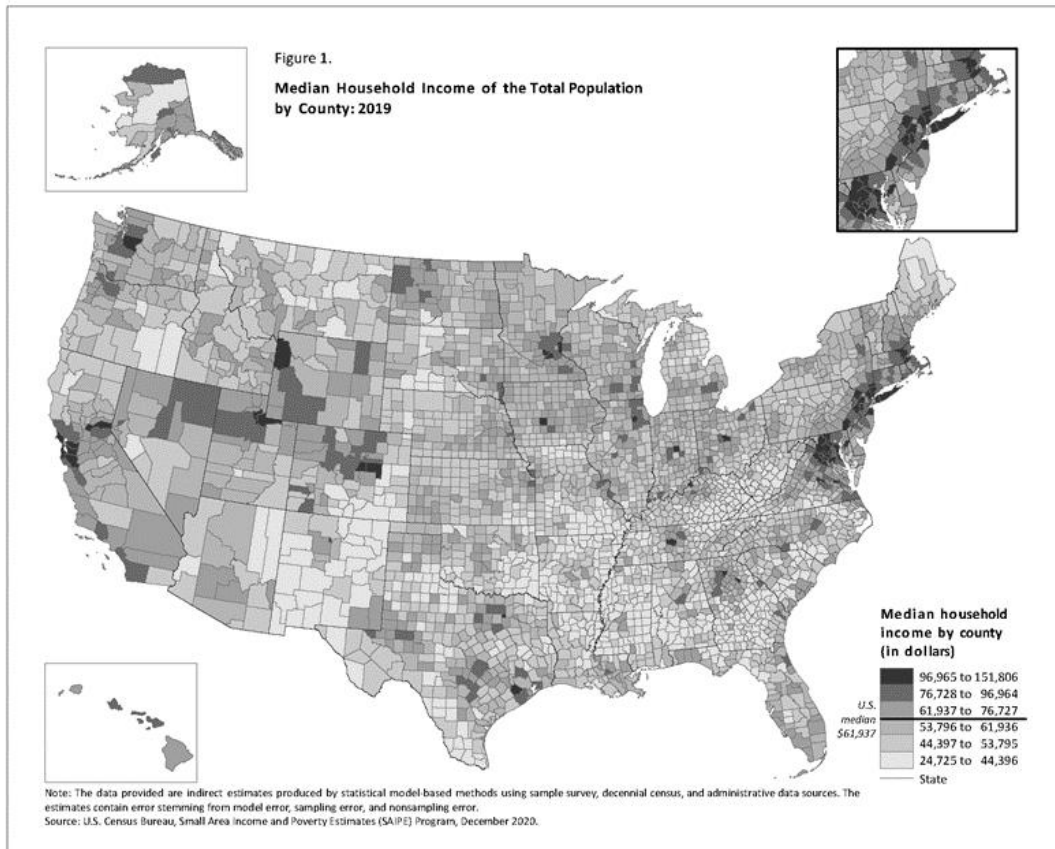 Figure 1.
Median Household Income of the Total Population
by County: 2019
Median household
income by county
(in dollars)
96,965 to 151,806
76,728 to 96,964
61,937 to 76,727
U.S.
median
$61,937
53,796 to 61,936
44,397 to 53,795
24,725 to 44,396
State
Note: The data provided are indirect estimates produced by statistical model-based methods using sample survey, decennial census, and administrative data sources. The
estimates contain error stemming from model error, sampling error, and nonsampling error.
Source: U.S. Census Bureau, Small Area Income and Poverty Estimates (SAIPE) Program, December 2020.